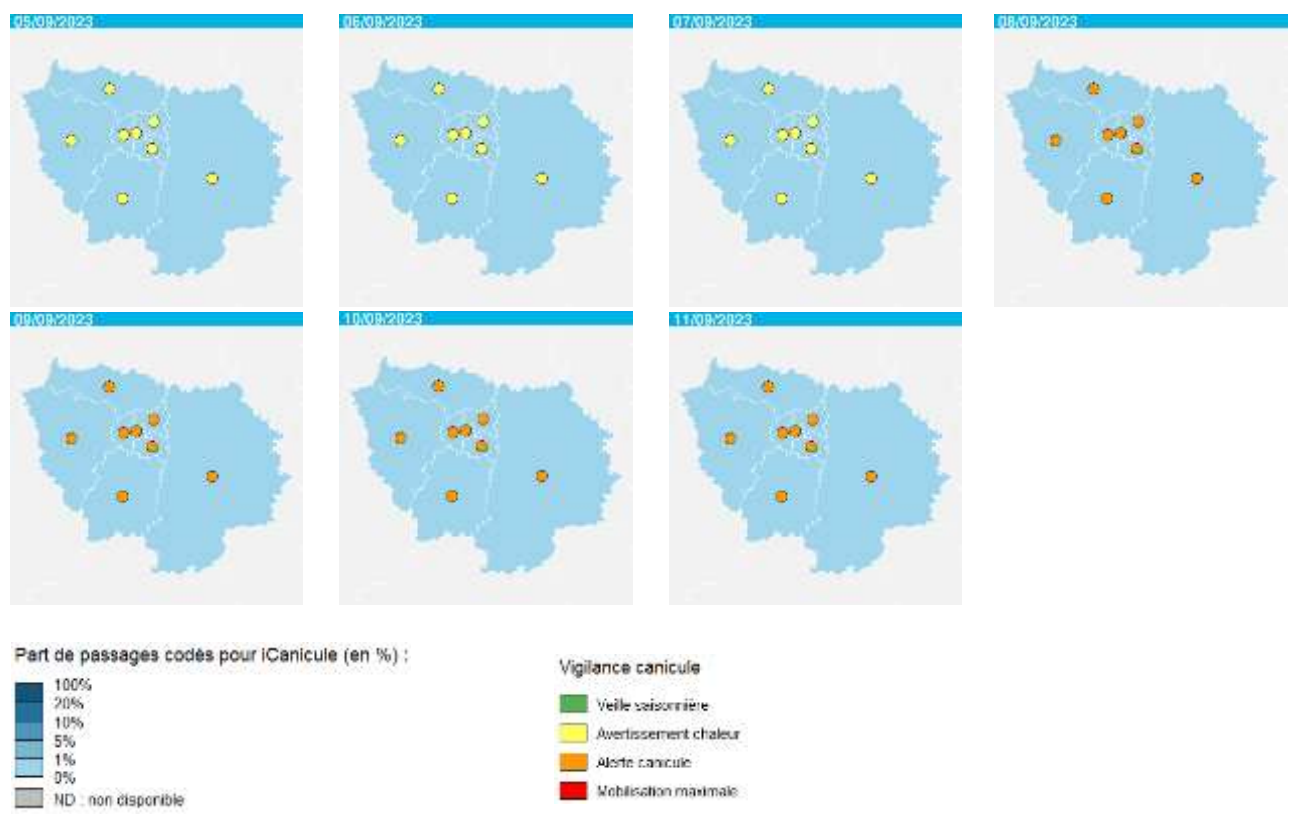 05/09/2023
06/09/2023
07/09/2023
08/09/2023
09/09/2023
10/09/2023
11/09/2023
Part de passages codés pour iCanicule (en %) :
100%
20%
10%
5%
1%
0%
ND : non disponible
Vigilance canicule
Veille saisonnière
Avertissement chaleur
Alerte canicule
Mobilisation maximale